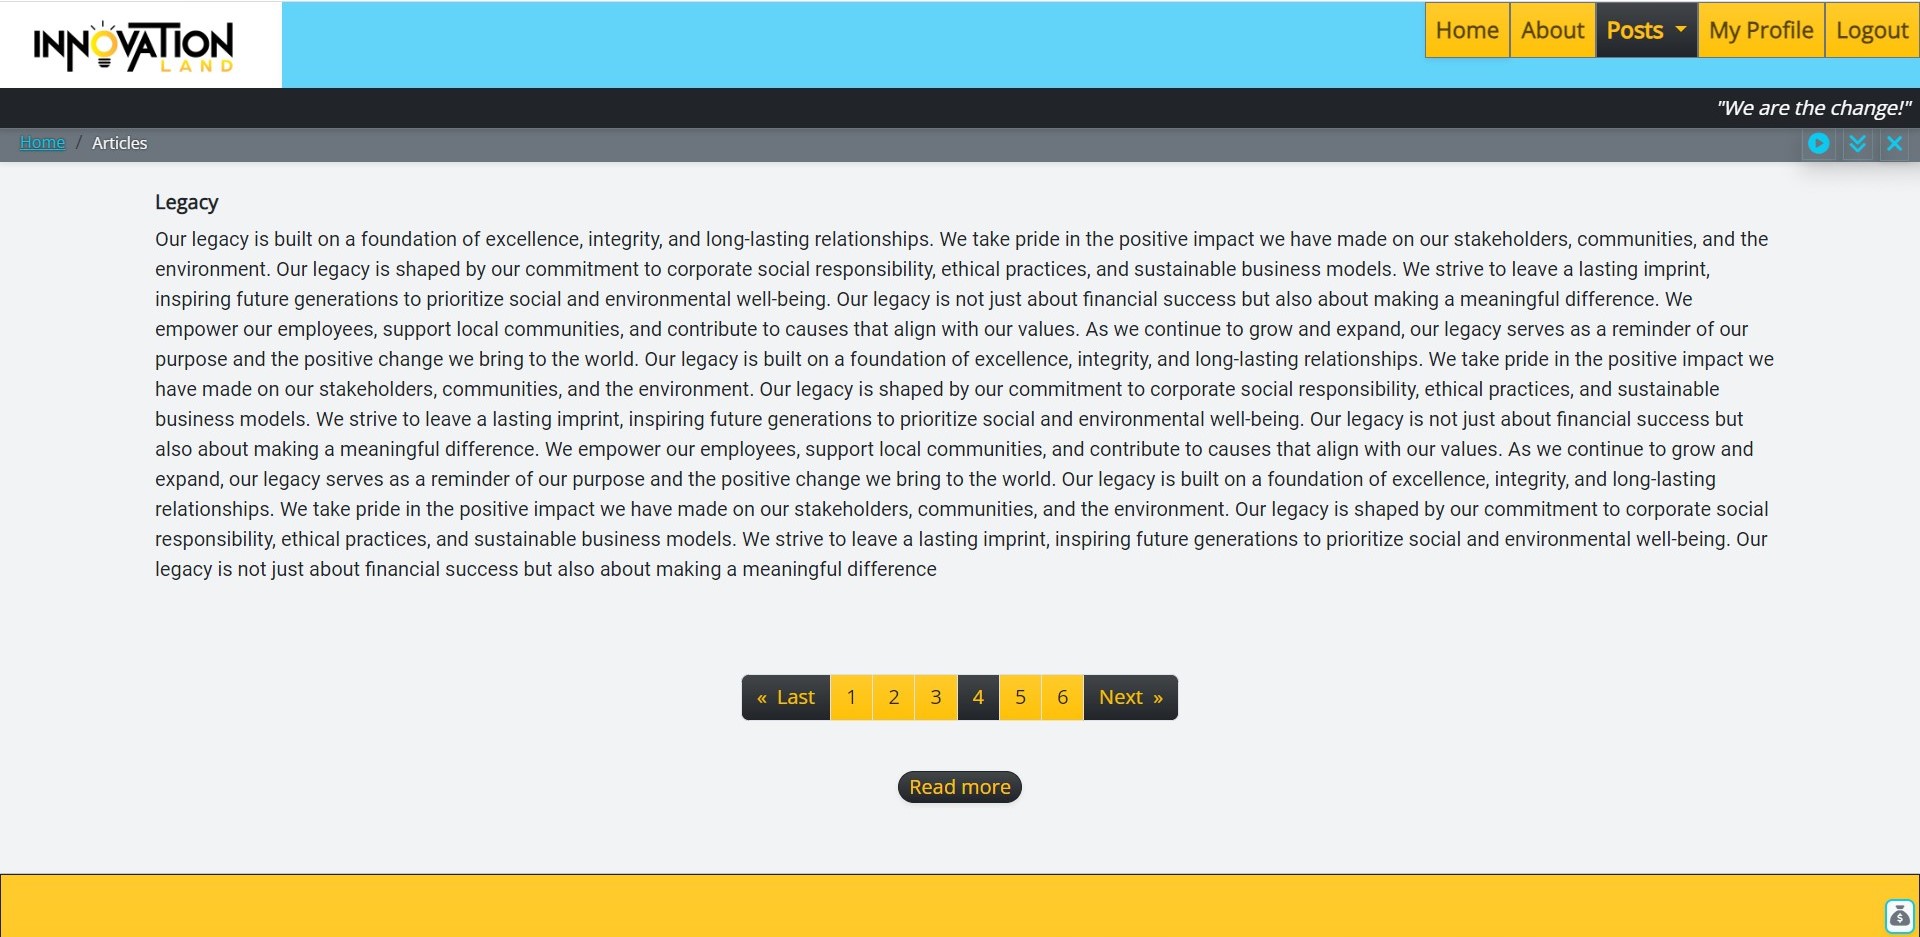 INNOVATION
LAND
Home About Posts My Profile Logout
"We are the change!"
Home / Articles
Legacy
Our legacy is built on a foundation of excellence, integrity, and long-lasting relationships. We take pride in the positive impact we have made on our stakeholders, communities, and the
environment. Our legacy is shaped by our commitment to corporate social responsibility, ethical practices, and sustainable business models. We strive to leave a lasting imprint,
inspiring future generations to prioritize social and environmental well-being. Our legacy is not just about financial success but also about making a meaningful difference. We
empower our employees, support local communities, and contribute to causes that align with our values. As we continue to grow and expand, our legacy serves as a reminder of our
purpose and the positive change we bring to the world. Our legacy is built on a foundation of excellence, integrity, and long-lasting relationships. We take pride in the positive impact we
have made on our stakeholders, communities, and the environment. Our legacy is shaped by our commitment to corporate social responsibility, ethical practices, and sustainable
business models. We strive to leave a lasting imprint, inspiring future generations to prioritize social and environmental well-being. Our legacy is not just about financial success but
also about making a meaningful difference. We empower our employees, support local communities, and contribute to causes that align with our values. As we continue to grow and
expand, our legacy serves as a reminder of our purpose and the positive change we bring to the world. Our legacy is built on a foundation of excellence, integrity, and long-lasting
relationships. We take pride in the positive impact we have made on our stakeholders, communities, and the environment. Our legacy is shaped by our commitment to corporate social
responsibility, ethical practices, and sustainable business models. We strive to leave a lasting imprint, inspiring future generations to prioritize social and environmental well-being. Our
legacy is not just about financial success but also about making a meaningful difference
« Last 1 2 3 4 5 6 Next »
Read more
$